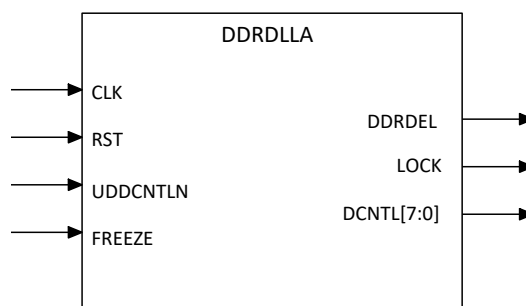 DDRDLLA
CLK
RST
UDDCNTLN
FREEZE
DDRDEL
LOCK
DCNTL[7:0]